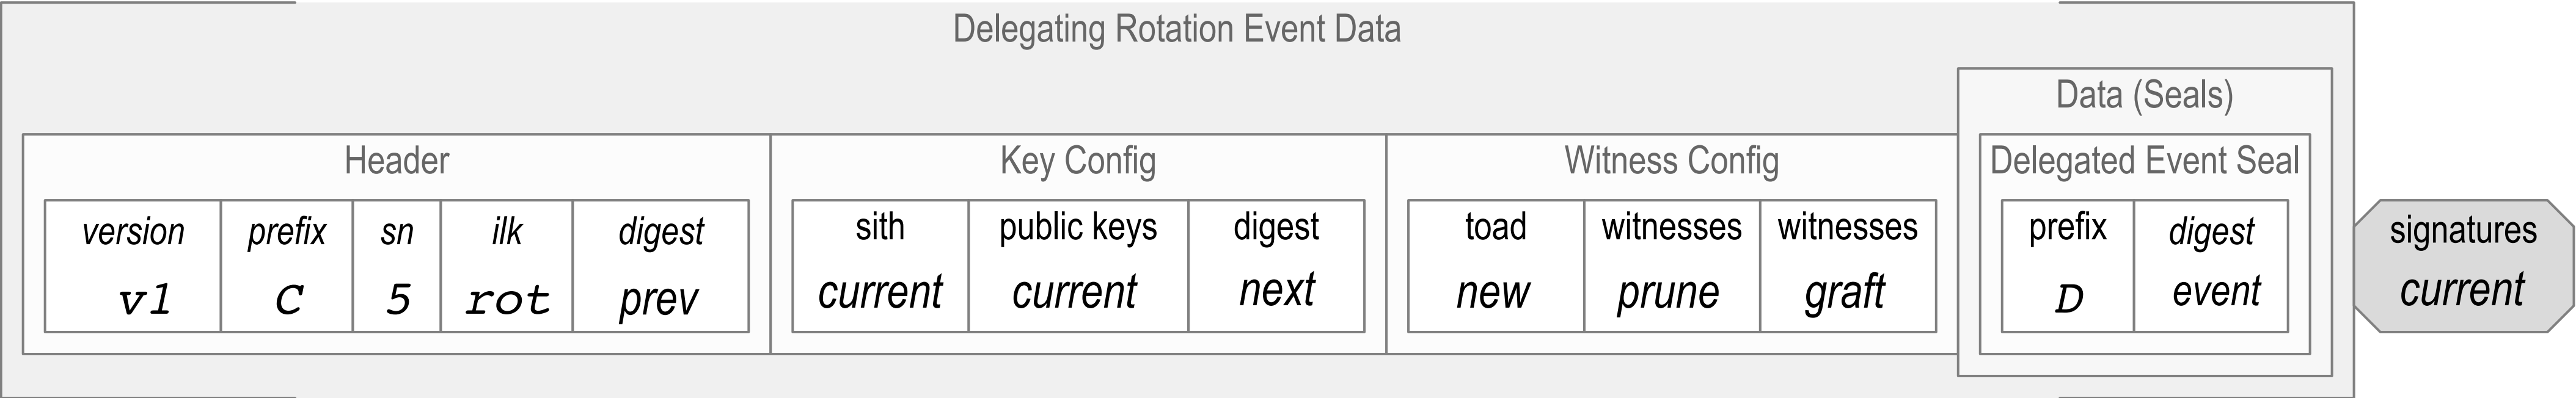 Delegating Rotation Event Data
Data (Seals)
Header Key Config Witness Config Delegated Event Seal
version prefix sn ilk digest sith public keys digest toad witnesses witnesses prefix digest signatures
v1 C 5 rot prev current current next new prune graft D event current